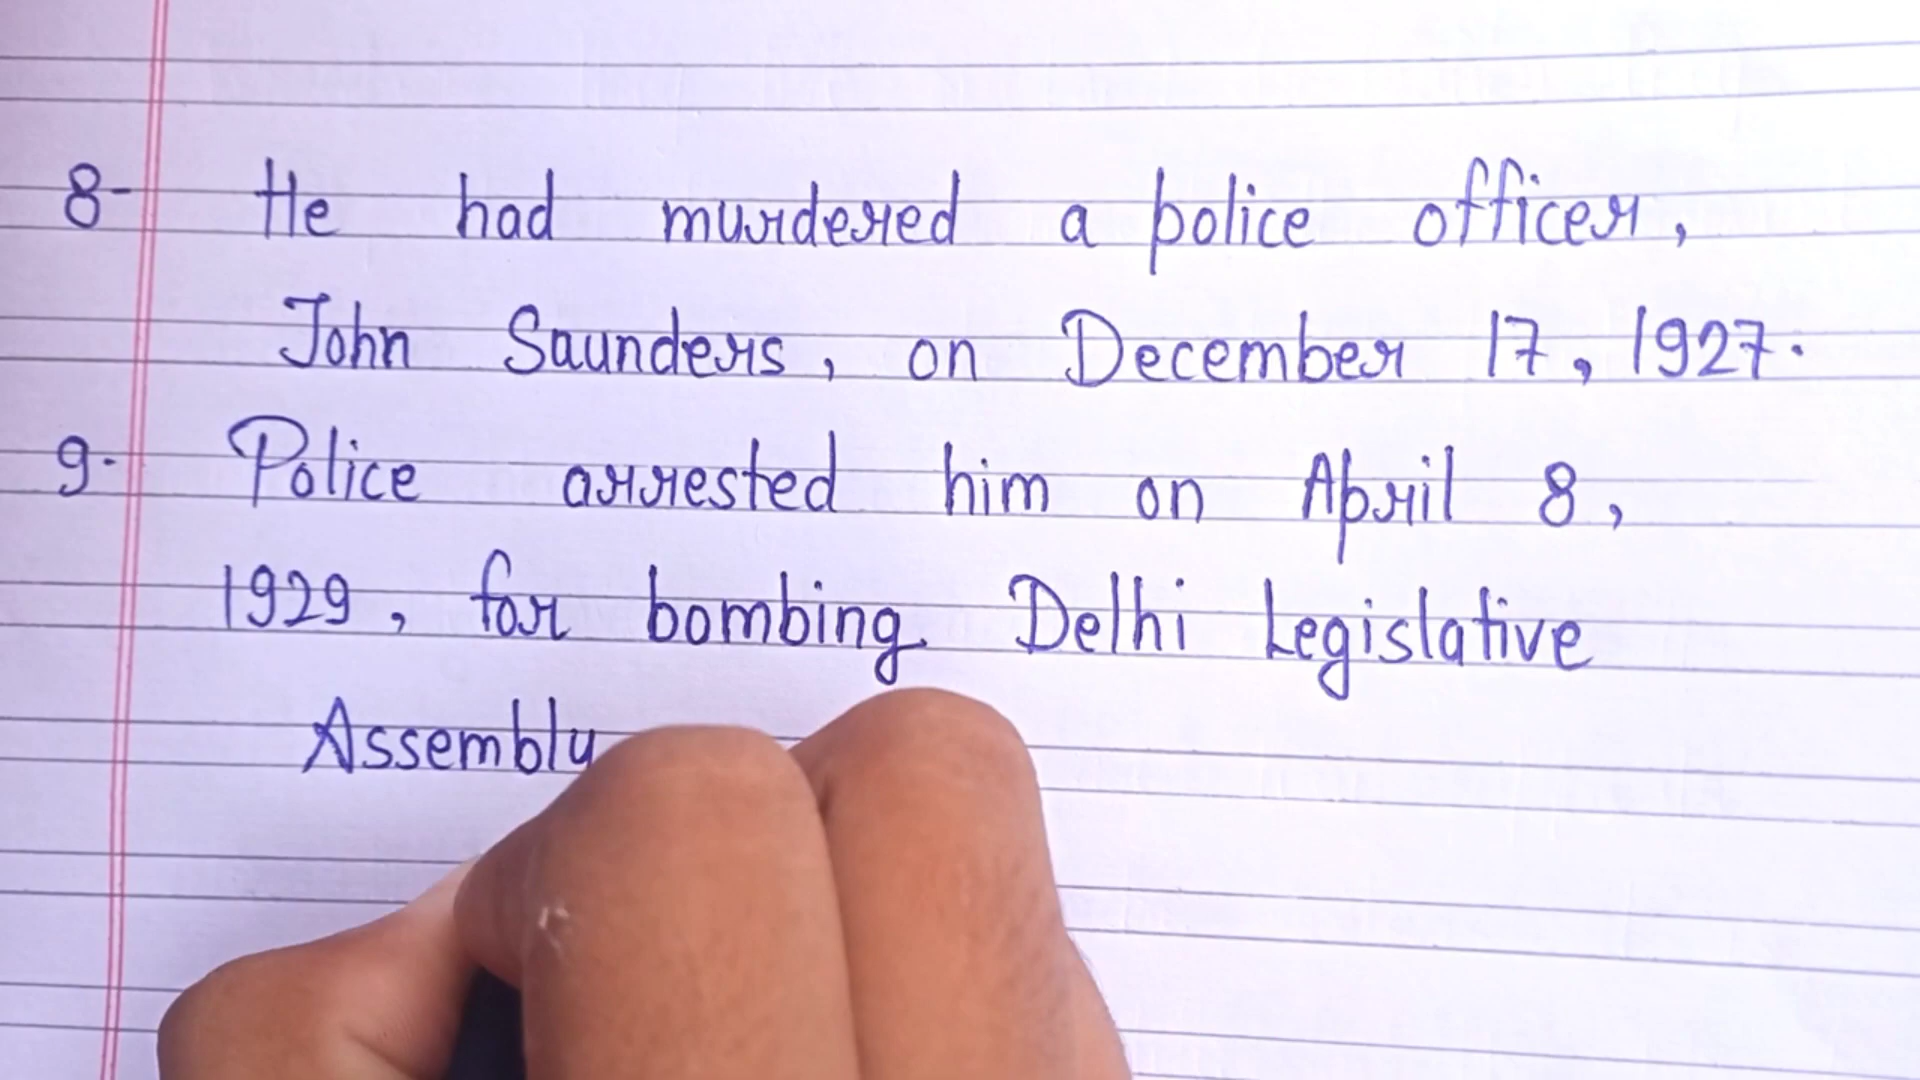 8- He had murdered a police officer,
John Saunders, on December 17, 1927.
9- Police arrested him on April 8,
1929, for bombing Delhi Legislative
Assembly